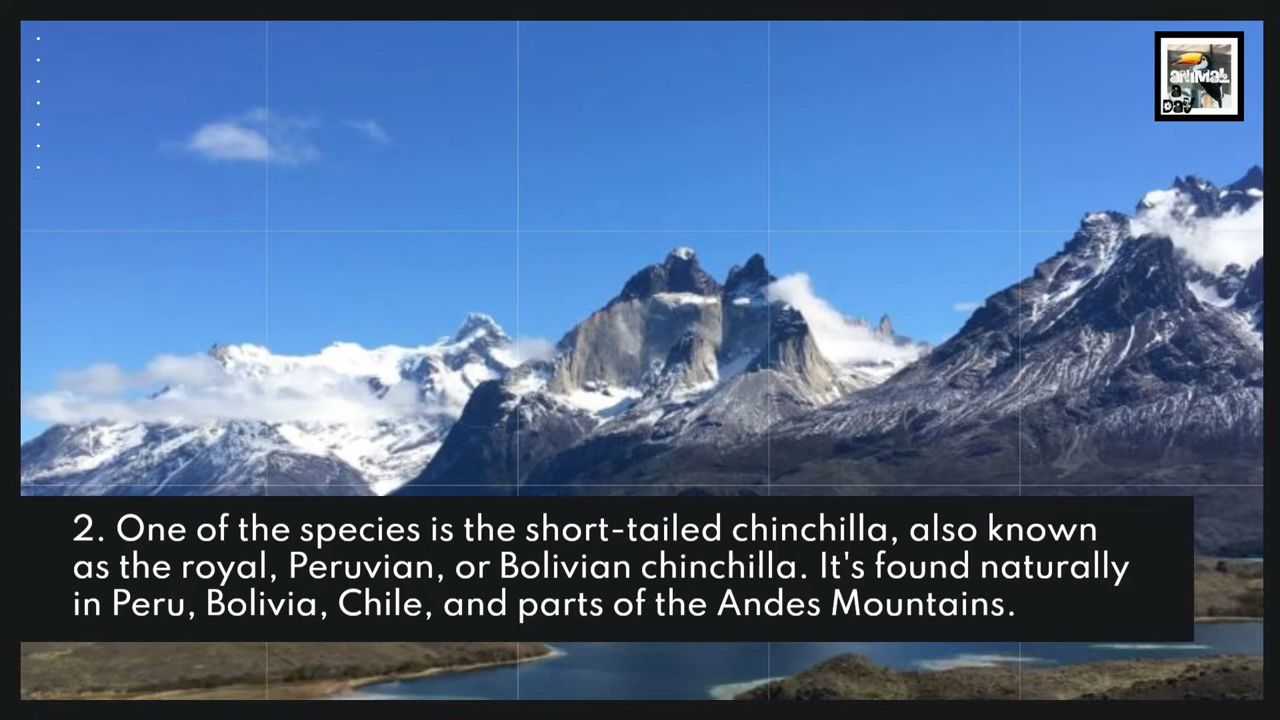 ANIMAL
a
DAY
2. One of the species is the short-tailed chinchilla, also known
as the royal, Peruvian, or Bolivian chinchilla. It's found naturally
in Peru, Bolivia, Chile, and parts of the Andes Mountains.